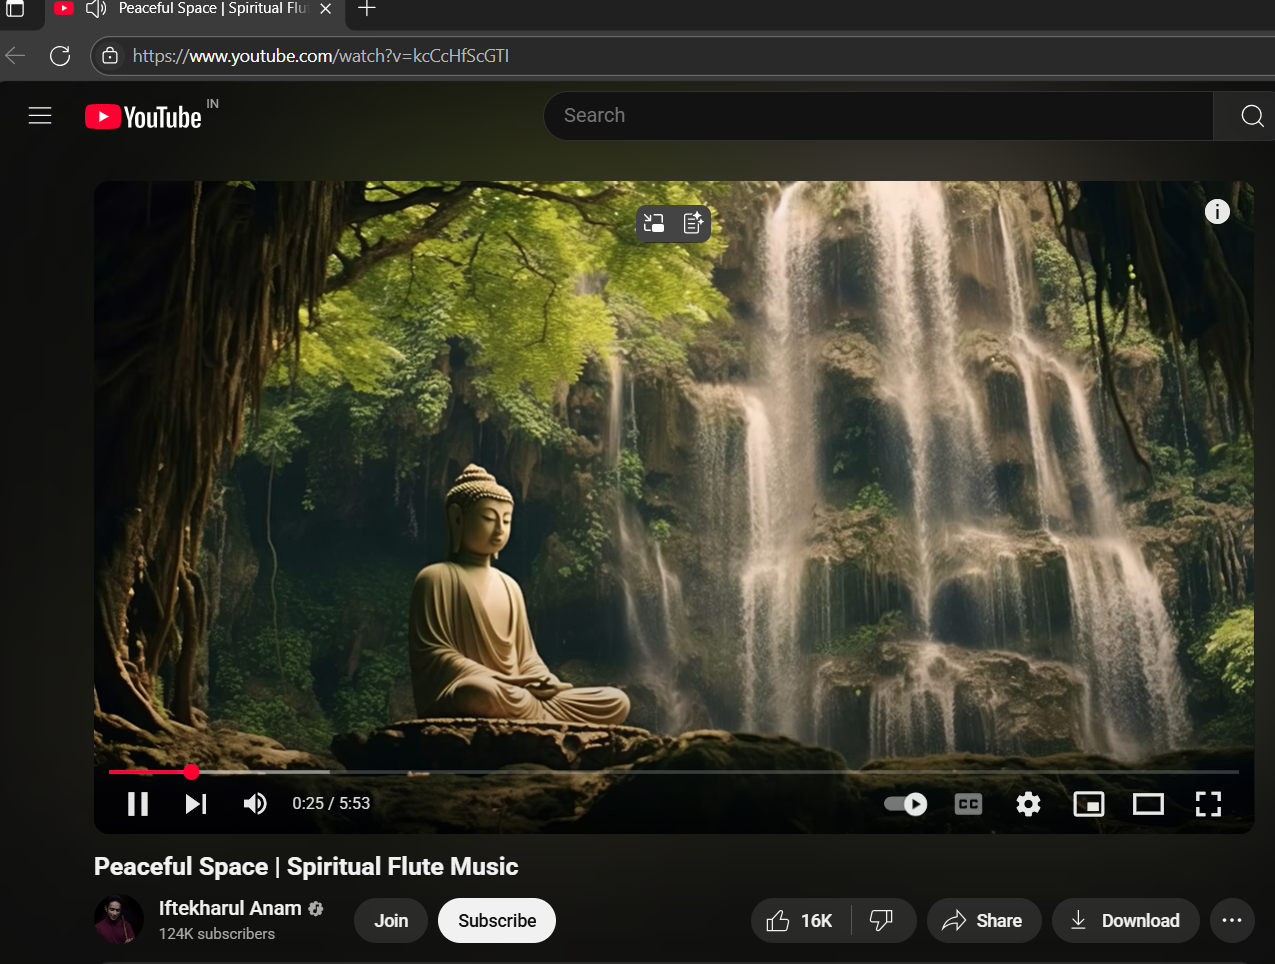 Peaceful Space | Spiritual Flu
https://www.youtube.com/watch?v=kcCcHfScGTI
YouTube IN
Search
CC
0:25 / 5:53
Peaceful Space | Spiritual Flute Music
Iftekharul Anam
124K subscribers
Join
Subscribe
16K
Share
Download